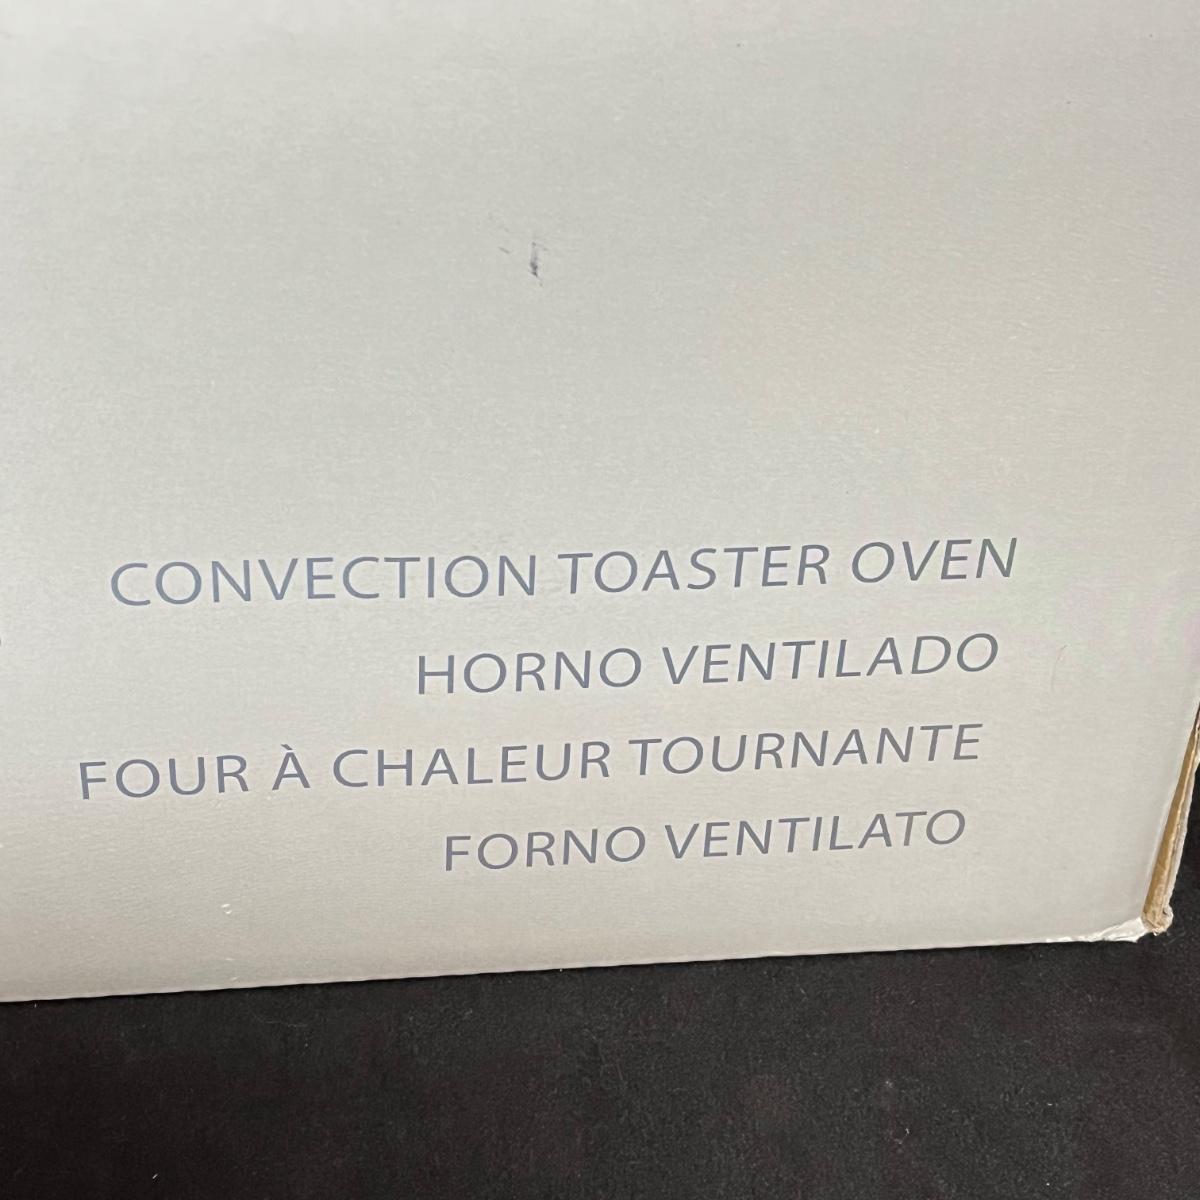 CONVECTION TOASTER OVEN
HORNO VENTILADO
FOUR À CHALEUR TOURNANTE
FORNO VENTILATO